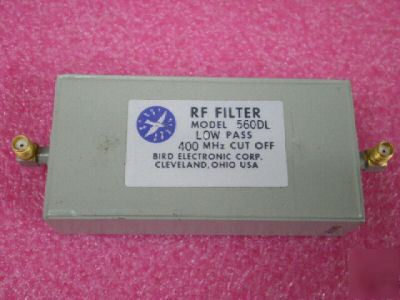 RF FILTER
MODEL 560DL
LOW PASS
400 MHz CUT OFF
BIRD ELECTRONIC CORP.
CLEVELAND, OHIO USA